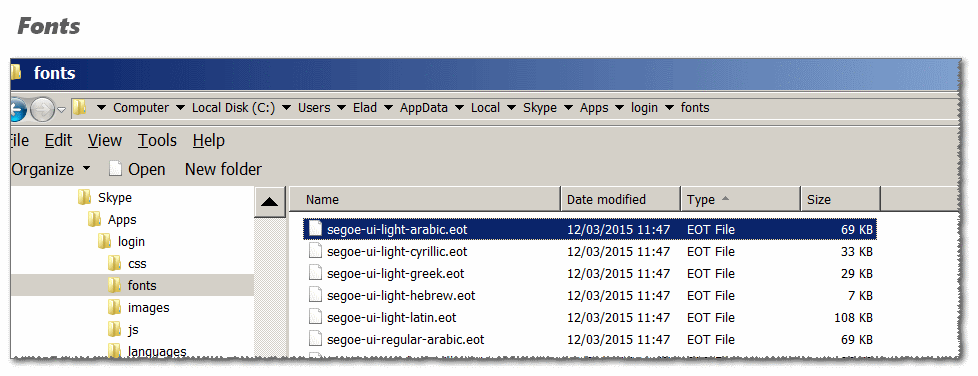 Fonts
fonts
Computer Local Disk (C:) Users Elad AppData Local Skype Apps login fonts
File Edit View Tools Help
Organize Open New folder
Skype
Apps
login
css
fonts
images
js
languages
Name Date modified Type Size
segoe-ui-light-arabic.eot 12/03/2015 11:47 EOT File 69 KB
segoe-ui-light-cyrillic.eot 12/03/2015 11:47 EOT File 33 KB
segoe-ui-light-greek.eot 12/03/2015 11:47 EOT File 29 KB
segoe-ui-light-hebrew.eot 12/03/2015 11:47 EOT File 7 KB
segoe-ui-light-latin.eot 12/03/2015 11:47 EOT File 108 KB
segoe-ui-regular-arabic.eot 12/03/2015 11:47 EOT File 69 KB